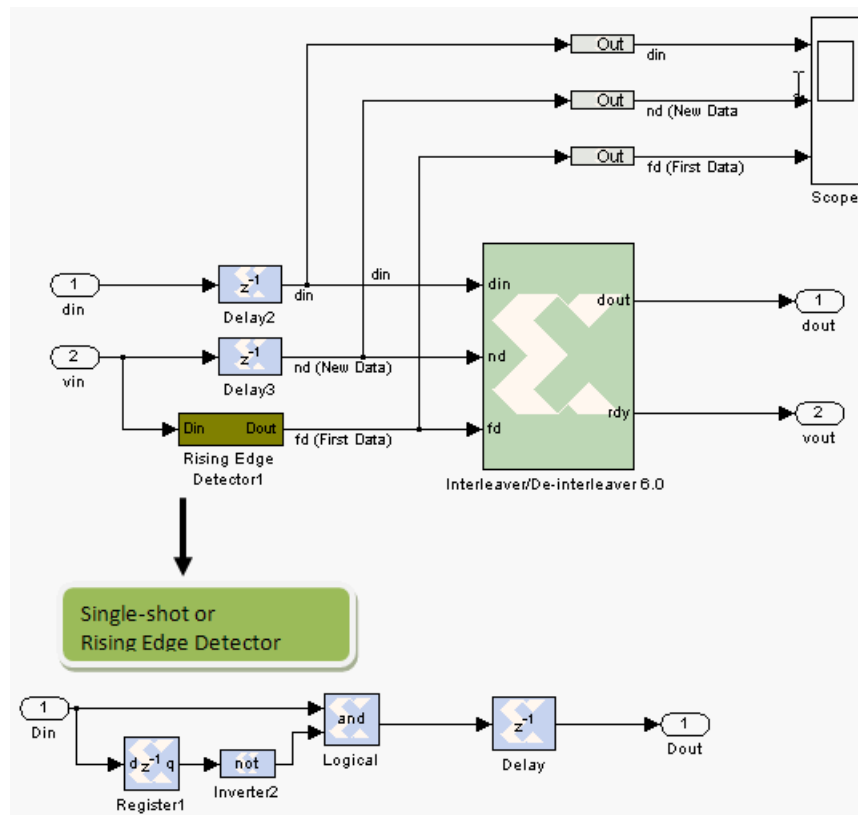 Out
din
Out
nd (New Data
Out
fd (First Data)
Scope
1
din
z⁻¹
Delay2
din
din
din
dout
1
dout
2
vin
z⁻¹
Delay3
nd (New Data)
nd
Din
Dout
Rising Edge
Detector1
fd (First Data)
fd
rdy
2
vout
Interleaver/De-interleaver 6.0
Single-shot or
Rising Edge Detector
1
Din
d z⁻¹ q
Register1
not
Inverter2
and
Logical
z⁻¹
Delay
1
Dout